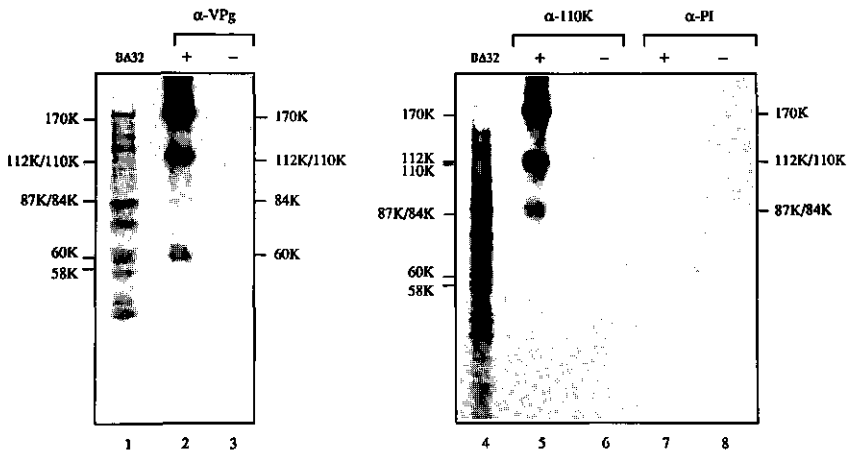 α-VPg
BΔ32 + −
170K
112K/110K
87K/84K
60K
58K
170K
112K/110K
84K
60K
1 2 3
α-110K α-PI
BΔ32 + − + −
170K
112K
110K
87K/84K
60K
58K
170K
112K/110K
87K/84K
4 5 6 7 8